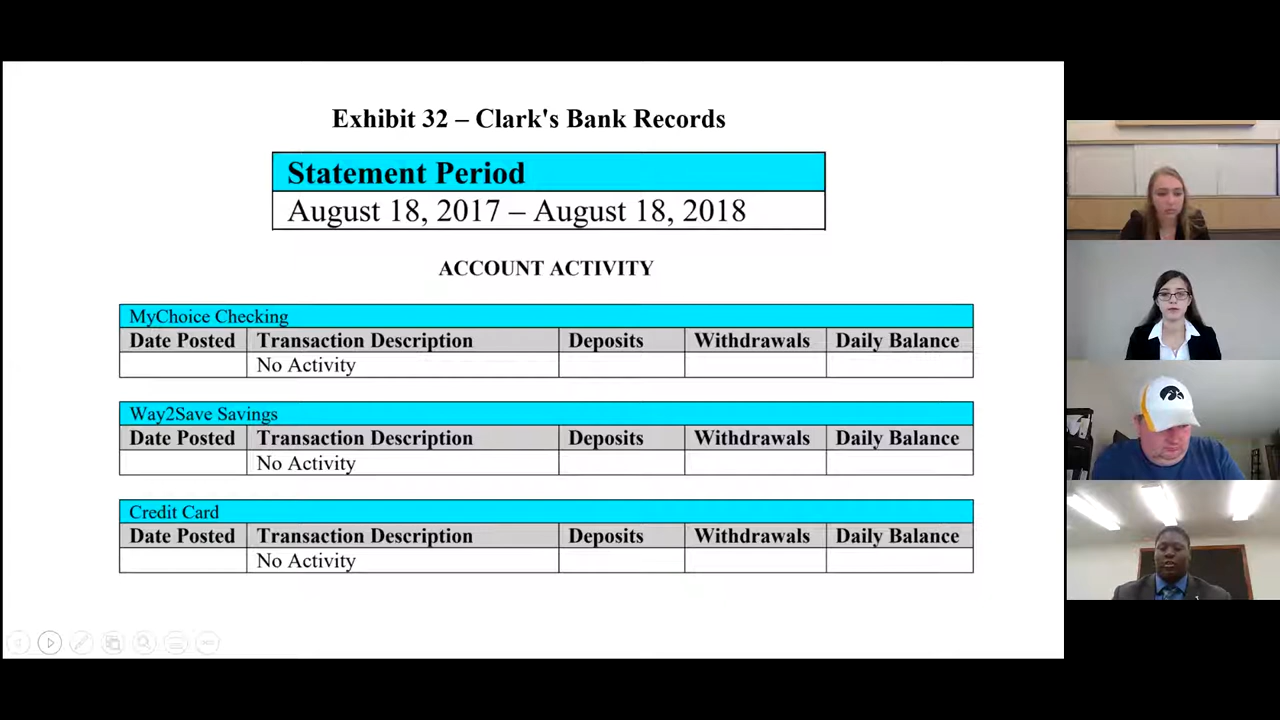 Exhibit 32 – Clark's Bank Records
Statement Period
August 18, 2017 – August 18, 2018
ACCOUNT ACTIVITY
MyChoice Checking
Date Posted Transaction Description Deposits Withdrawals Daily Balance
No Activity
Way2Save Savings
Date Posted Transaction Description Deposits Withdrawals Daily Balance
No Activity
Credit Card
Date Posted Transaction Description Deposits Withdrawals Daily Balance
No Activity